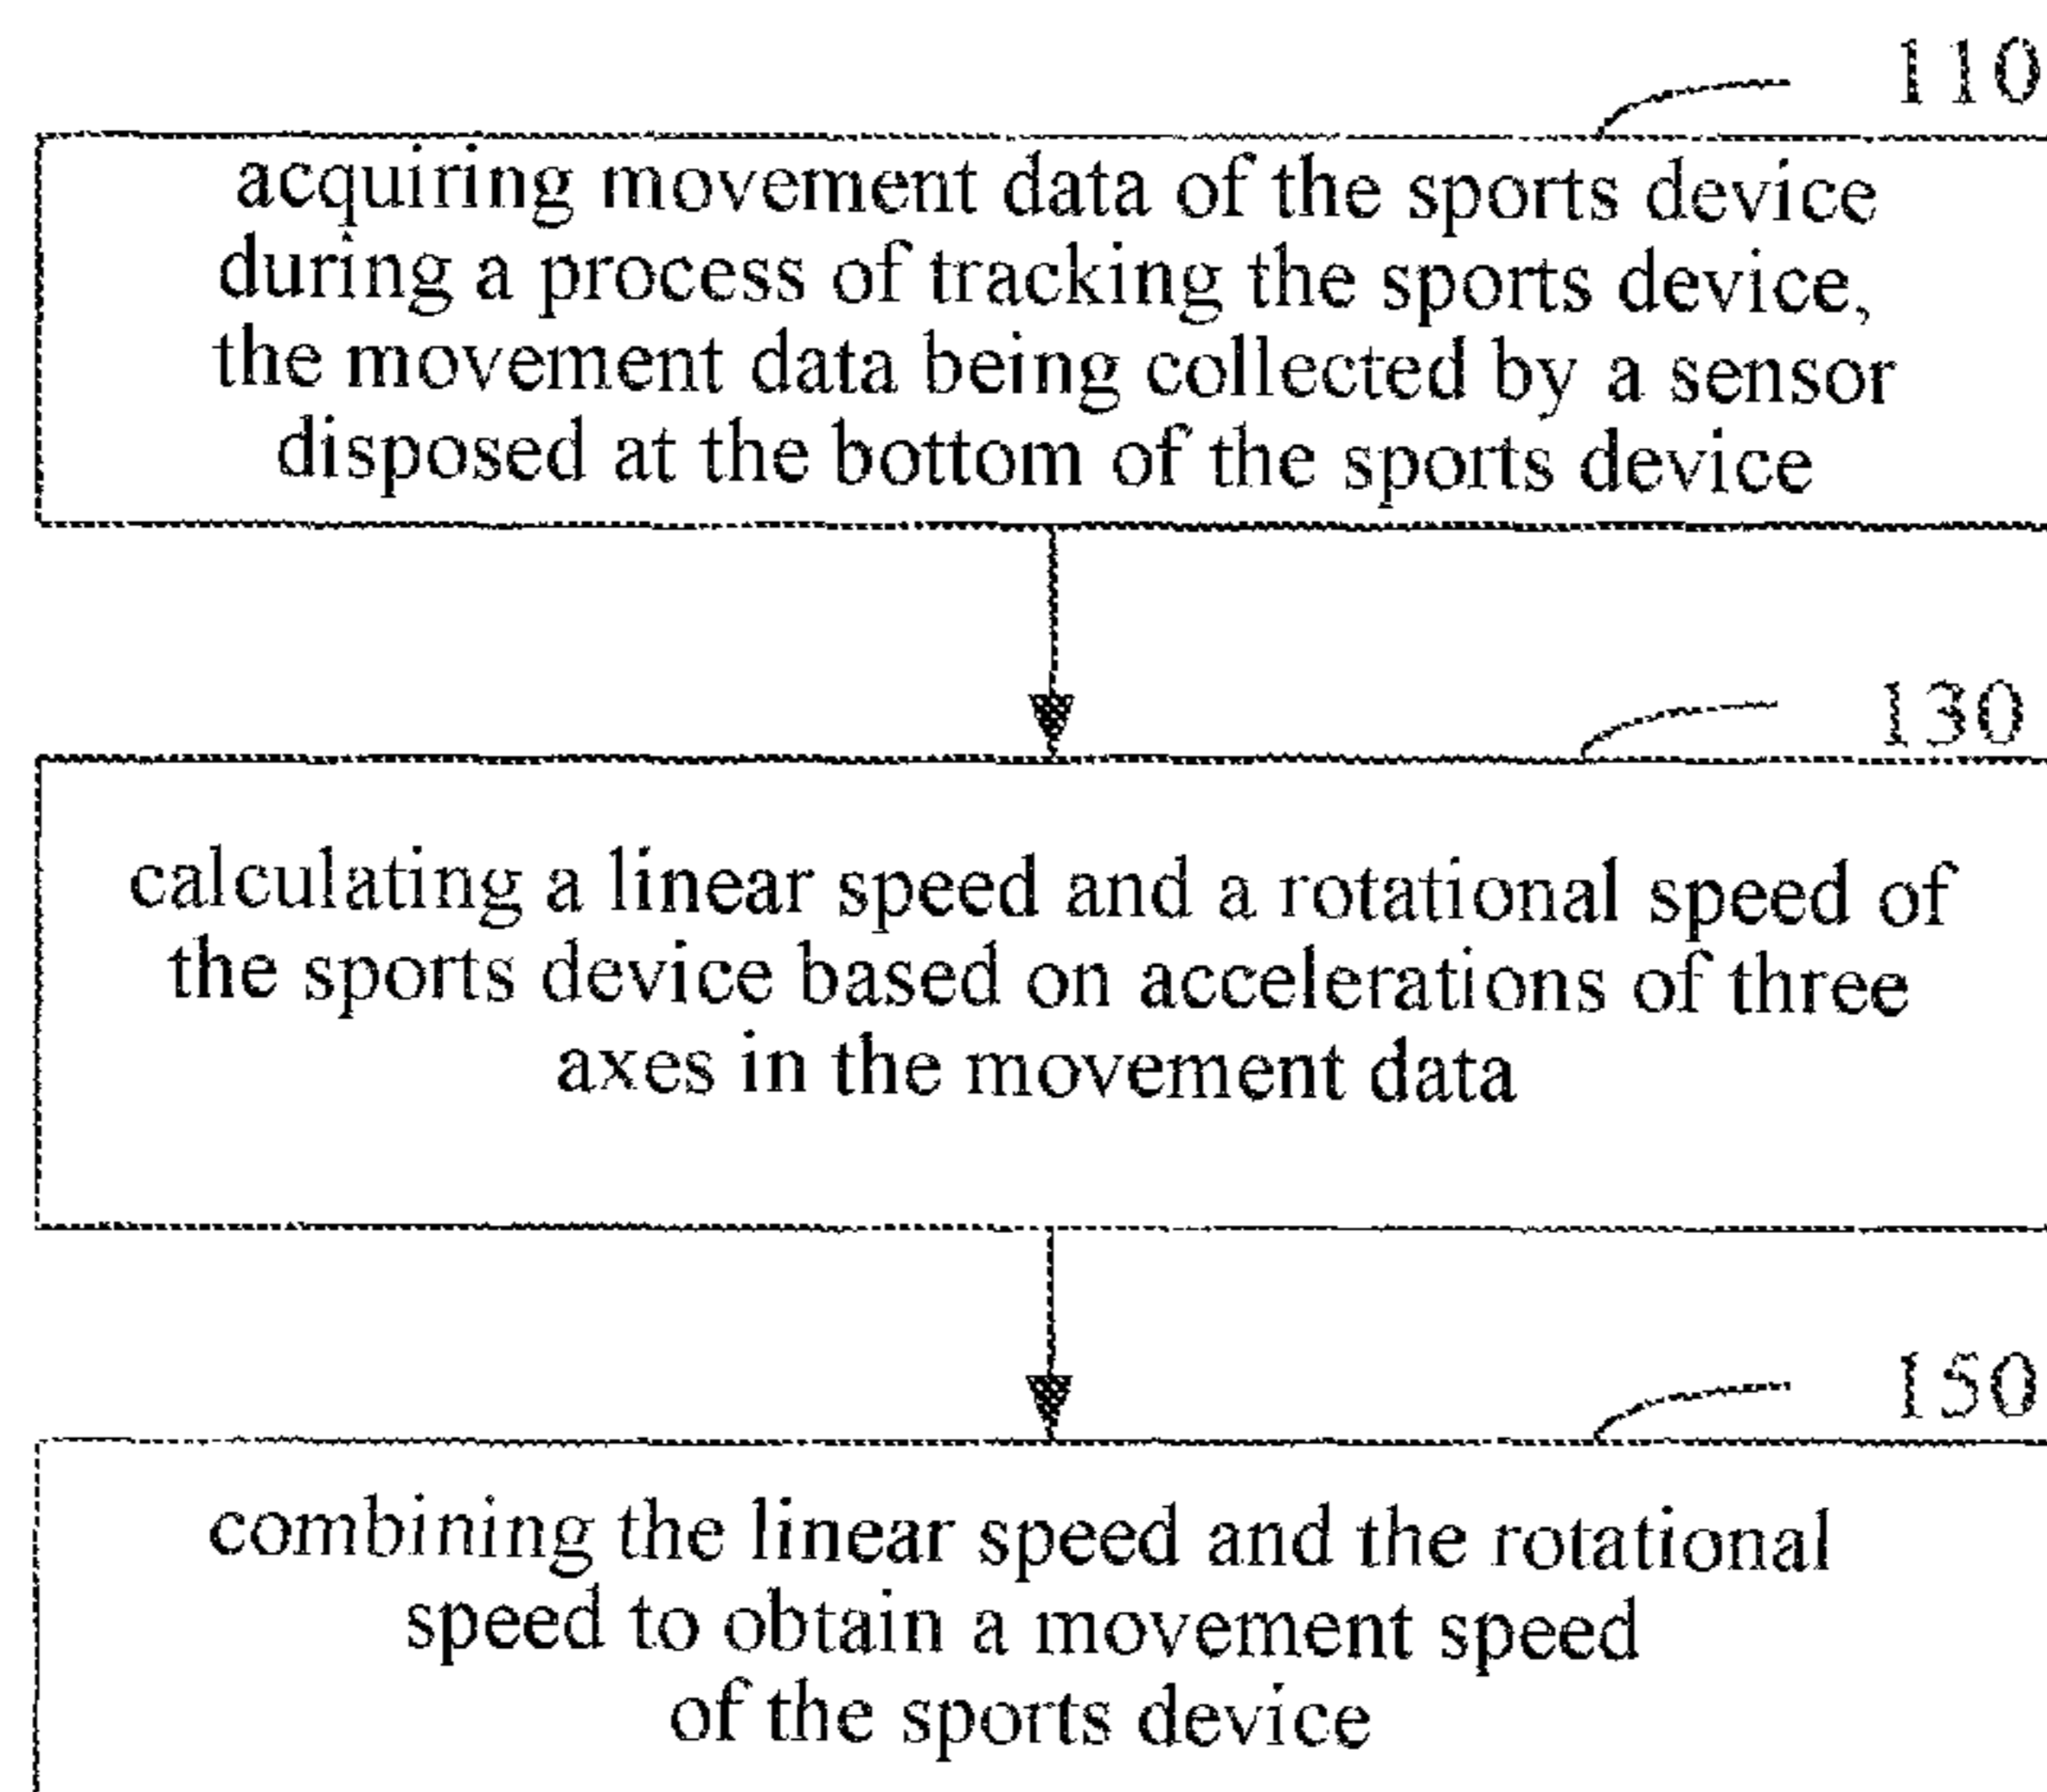 110
acquiring movement data of the sports device
during a process of tracking the sports device,
the movement data being collected by a sensor
disposed at the bottom of the sports device
130
calculating a linear speed and a rotational speed of
the sports device based on accelerations of three
axes in the movement data
150
combining the linear speed and the rotational
speed to obtain a movement speed
of the sports device